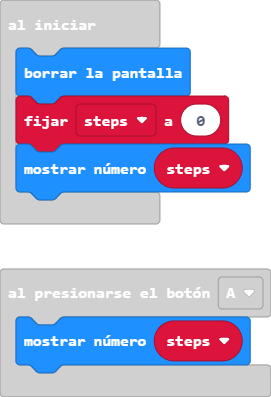 al iniciar
borrar la pantalla
fijar steps a 0
mostrar número steps
al presionarse el botón A
mostrar número steps